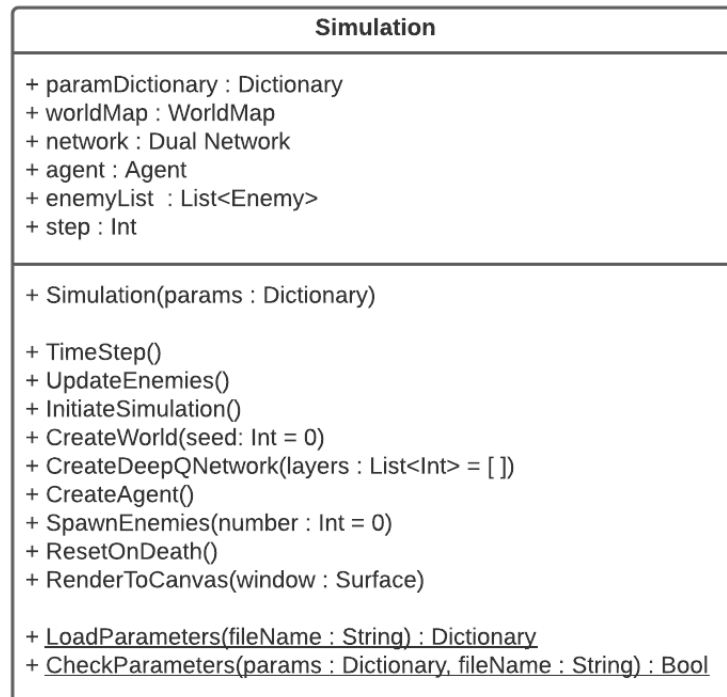 Simulation
+ paramDictionary : Dictionary
+ worldMap : WorldMap
+ network : Dual Network
+ agent : Agent
+ enemyList  : List<Enemy>
+ step : Int
+ Simulation(params : Dictionary)
+ TimeStep()
+ UpdateEnemies()
+ InitiateSimulation()
+ CreateWorld(seed: Int = 0)
+ CreateDeepQNetwork(layers : List<Int> = [ ])
+ CreateAgent()
+ SpawnEnemies(number : Int = 0)
+ ResetOnDeath()
+ RenderToCanvas(window : Surface)
+ LoadParameters(fileName : String) : Dictionary
+ CheckParameters(params : Dictionary, fileName : String) : Bool